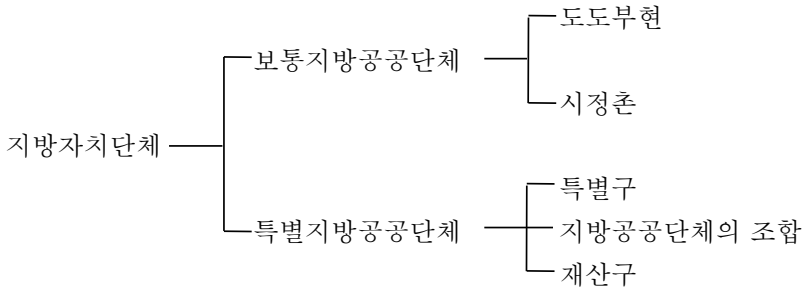 도도부현
보통지방공공단체
시정촌
지방자치단체
특별구
특별지방공공단체
지방공공단체의 조합
재산구